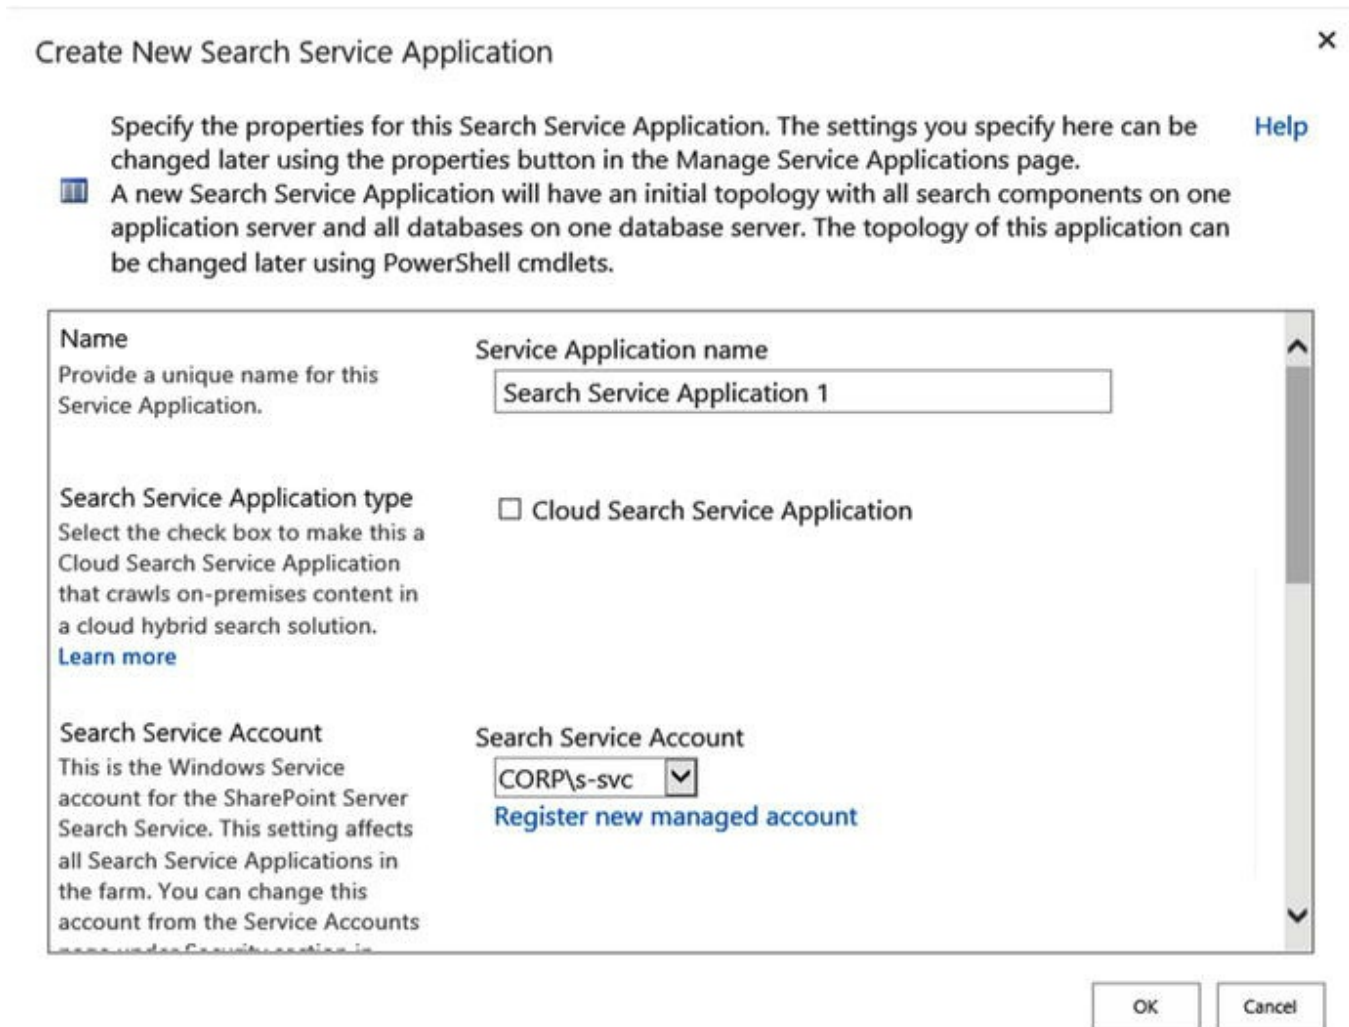 Create New Search Service Application
Specify the properties for this Search Service Application. The settings you specify here can be
Help
changed later using the properties button in the Manage Service Applications page.
A new Search Service Application will have an initial topology with all search components on one
application server and all databases on one database server. The topology of this application can
be changed later using PowerShell cmdlets.
Name
Provide a unique name for this
Service Application.
Service Application name
Search Service Application 1
Search Service Application type
Select the check box to make this a
Cloud Search Service Application
that crawls on-premises content in
a cloud hybrid search solution.
Learn more
Cloud Search Service Application
Search Service Account
This is the Windows Service
account for the SharePoint Server
Search Service. This setting affects
all Search Service Applications in
the farm. You can change this
account from the Service Accounts
Search Service Account
CORP\s-svc
Register new managed account
OK
Cancel